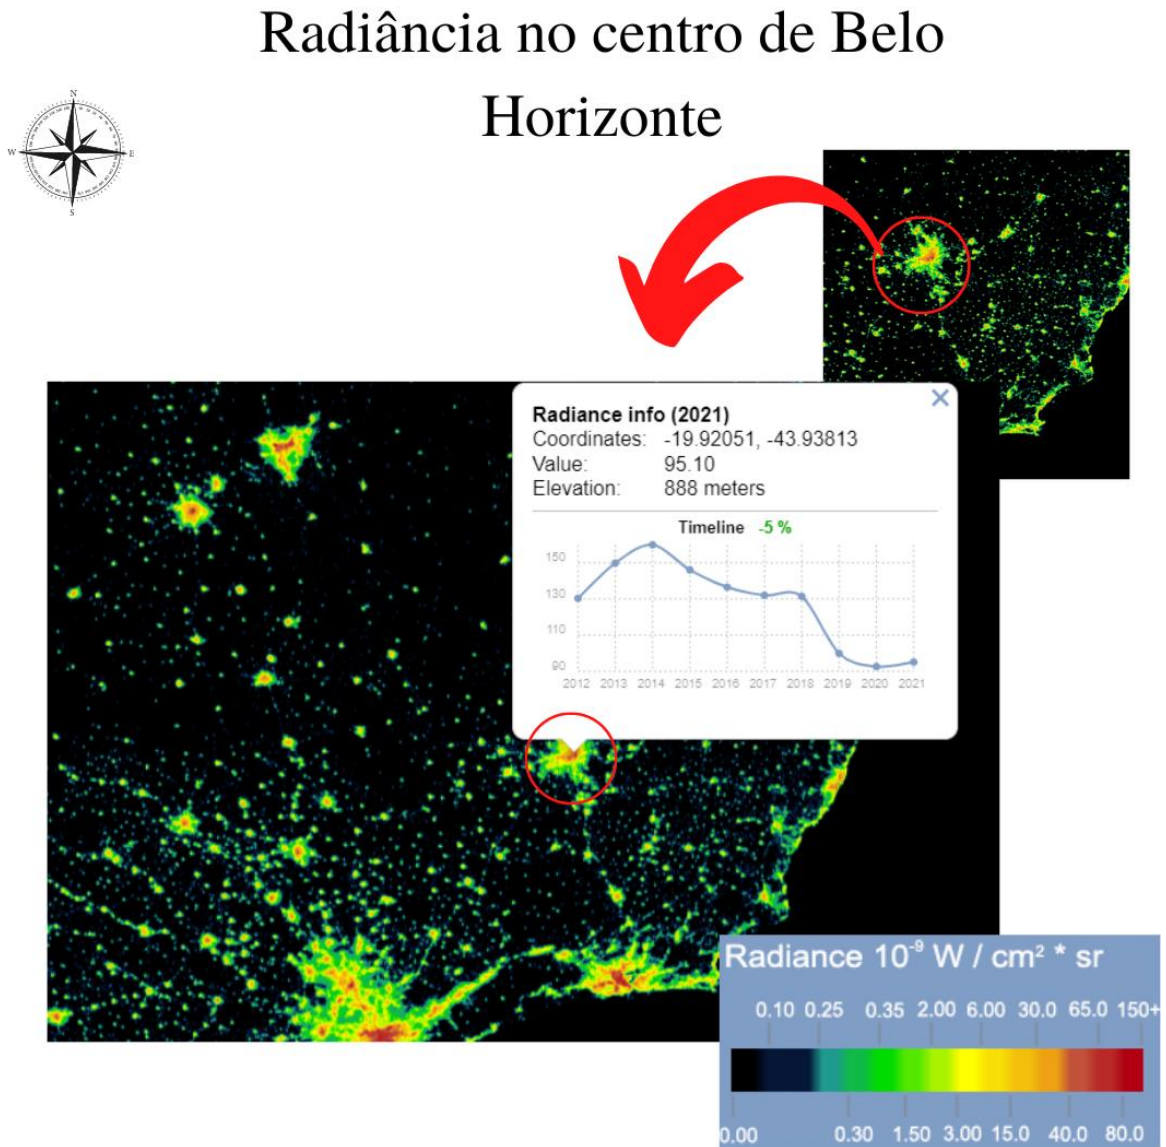 Radiância no centro de Belo
Horizonte
N
W
E
S
Radiance info (2021)
Coordinates: -19.92051, -43.93813
Value: 95.10
Elevation: 888 meters
Timeline -5 %
150
130
110
90
2012 2013 2014 2015 2016 2017 2018 2019 2020 2021
Radiance 10⁻⁹ W / cm² * sr
0.10 0.25 0.35 2.00 6.00 30.0 65.0 150+
0.00 0.30 1.50 3.00 15.0 40.0 80.0